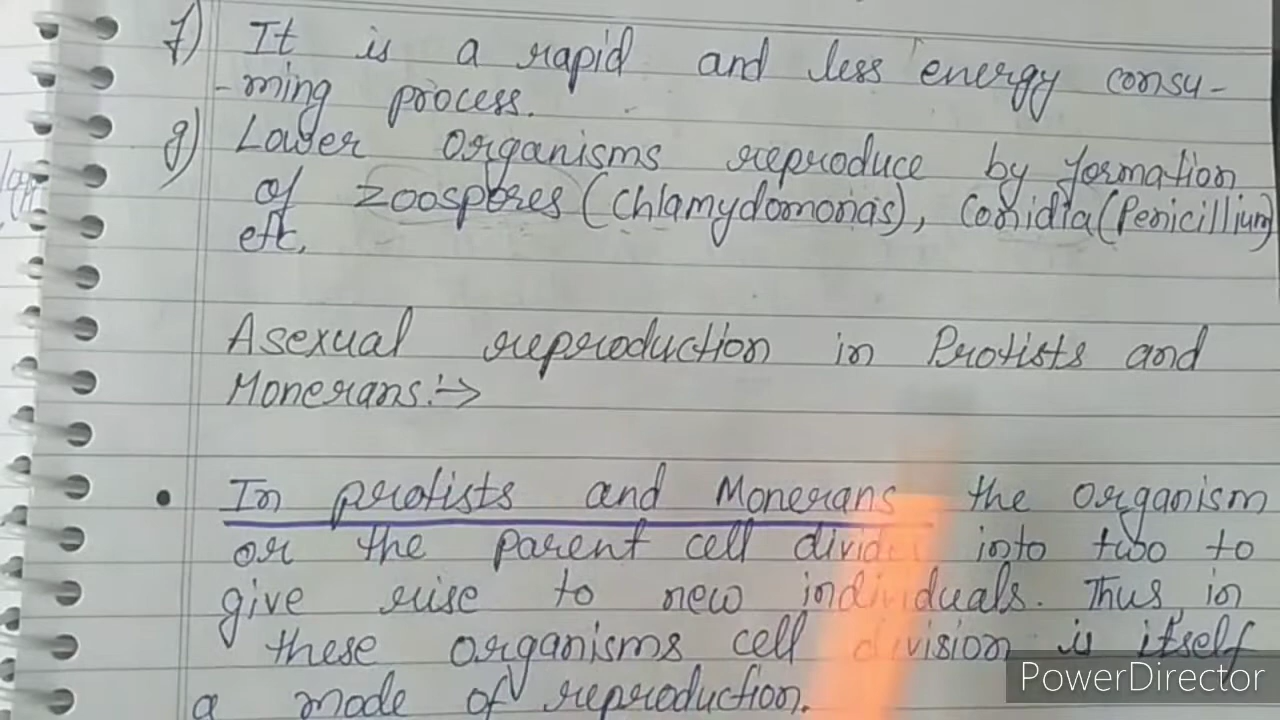 f) It is a rapid and less energy consu-
-ming process.
g) Lower organisms reproduce by formation
of zoospores (Chlamydomonas), Conidia (Penicillium)
etc.
Asexual reproduction in Protists and
Monerans:->
• In protists and Monerans the organism
or the parent cell divides into two to
give rise to new individuals. Thus in
these organisms cell division is itself
a mode of reproduction.
PowerDirector